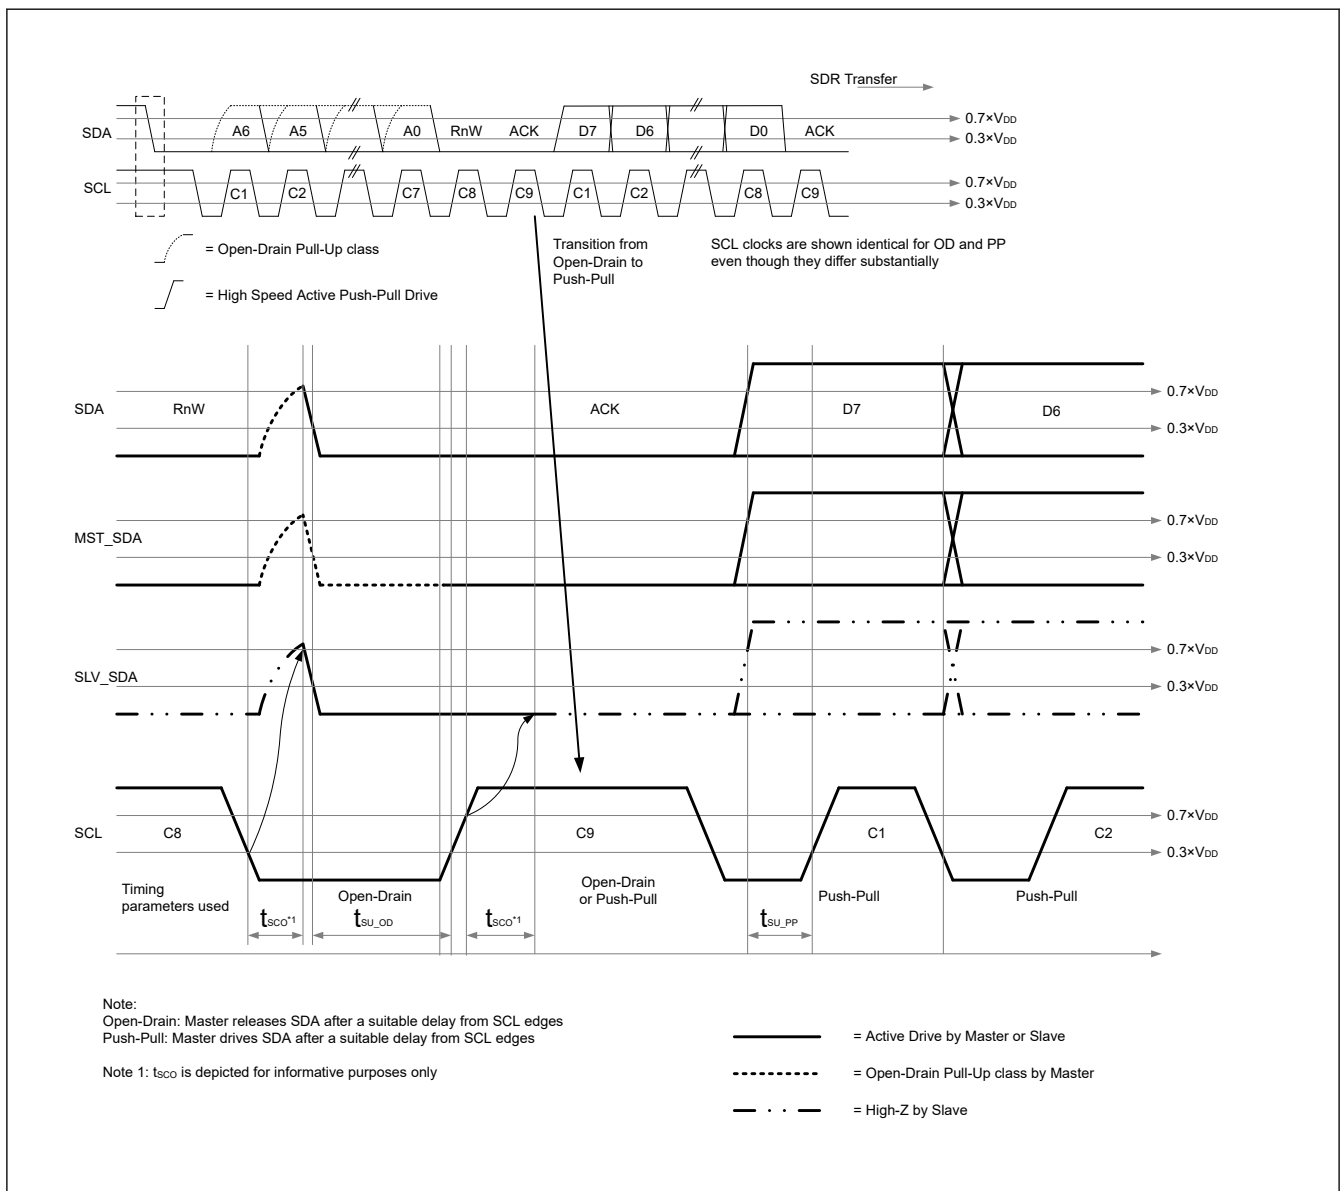 SDR Transfer
SDA
A6
A5
A0
RnW
ACK
D7
D6
D0
ACK
0.7×VDD
0.3×VDD
SCL
C1
C2
C7
C8
C9
C1
C2
C8
C9
0.7×VDD
0.3×VDD
= Open-Drain Pull-Up class
= High Speed Active Push-Pull Drive
Transition from
Open-Drain to
Push-Pull
SCL clocks are shown identical for OD and PP
even though they differ substantially
SDA
RnW
ACK
D7
D6
0.7×VDD
0.3×VDD
MST_SDA
0.7×VDD
0.3×VDD
SLV_SDA
0.7×VDD
0.3×VDD
SCL
C8
C9
C1
C2
0.7×VDD
0.3×VDD
Timing
parameters used
Open-Drain
Open-Drain
or Push-Pull
Push-Pull
Push-Pull
tSCO*1
tSU_OD
tSCO*1
tSU_PP
Note:
Open-Drain: Master releases SDA after a suitable delay from SCL edges
Push-Pull: Master drives SDA after a suitable delay from SCL edges
Note 1: tSCO is depicted for informative purposes only
= Active Drive by Master or Slave
= Open-Drain Pull-Up class by Master
= High-Z by Slave